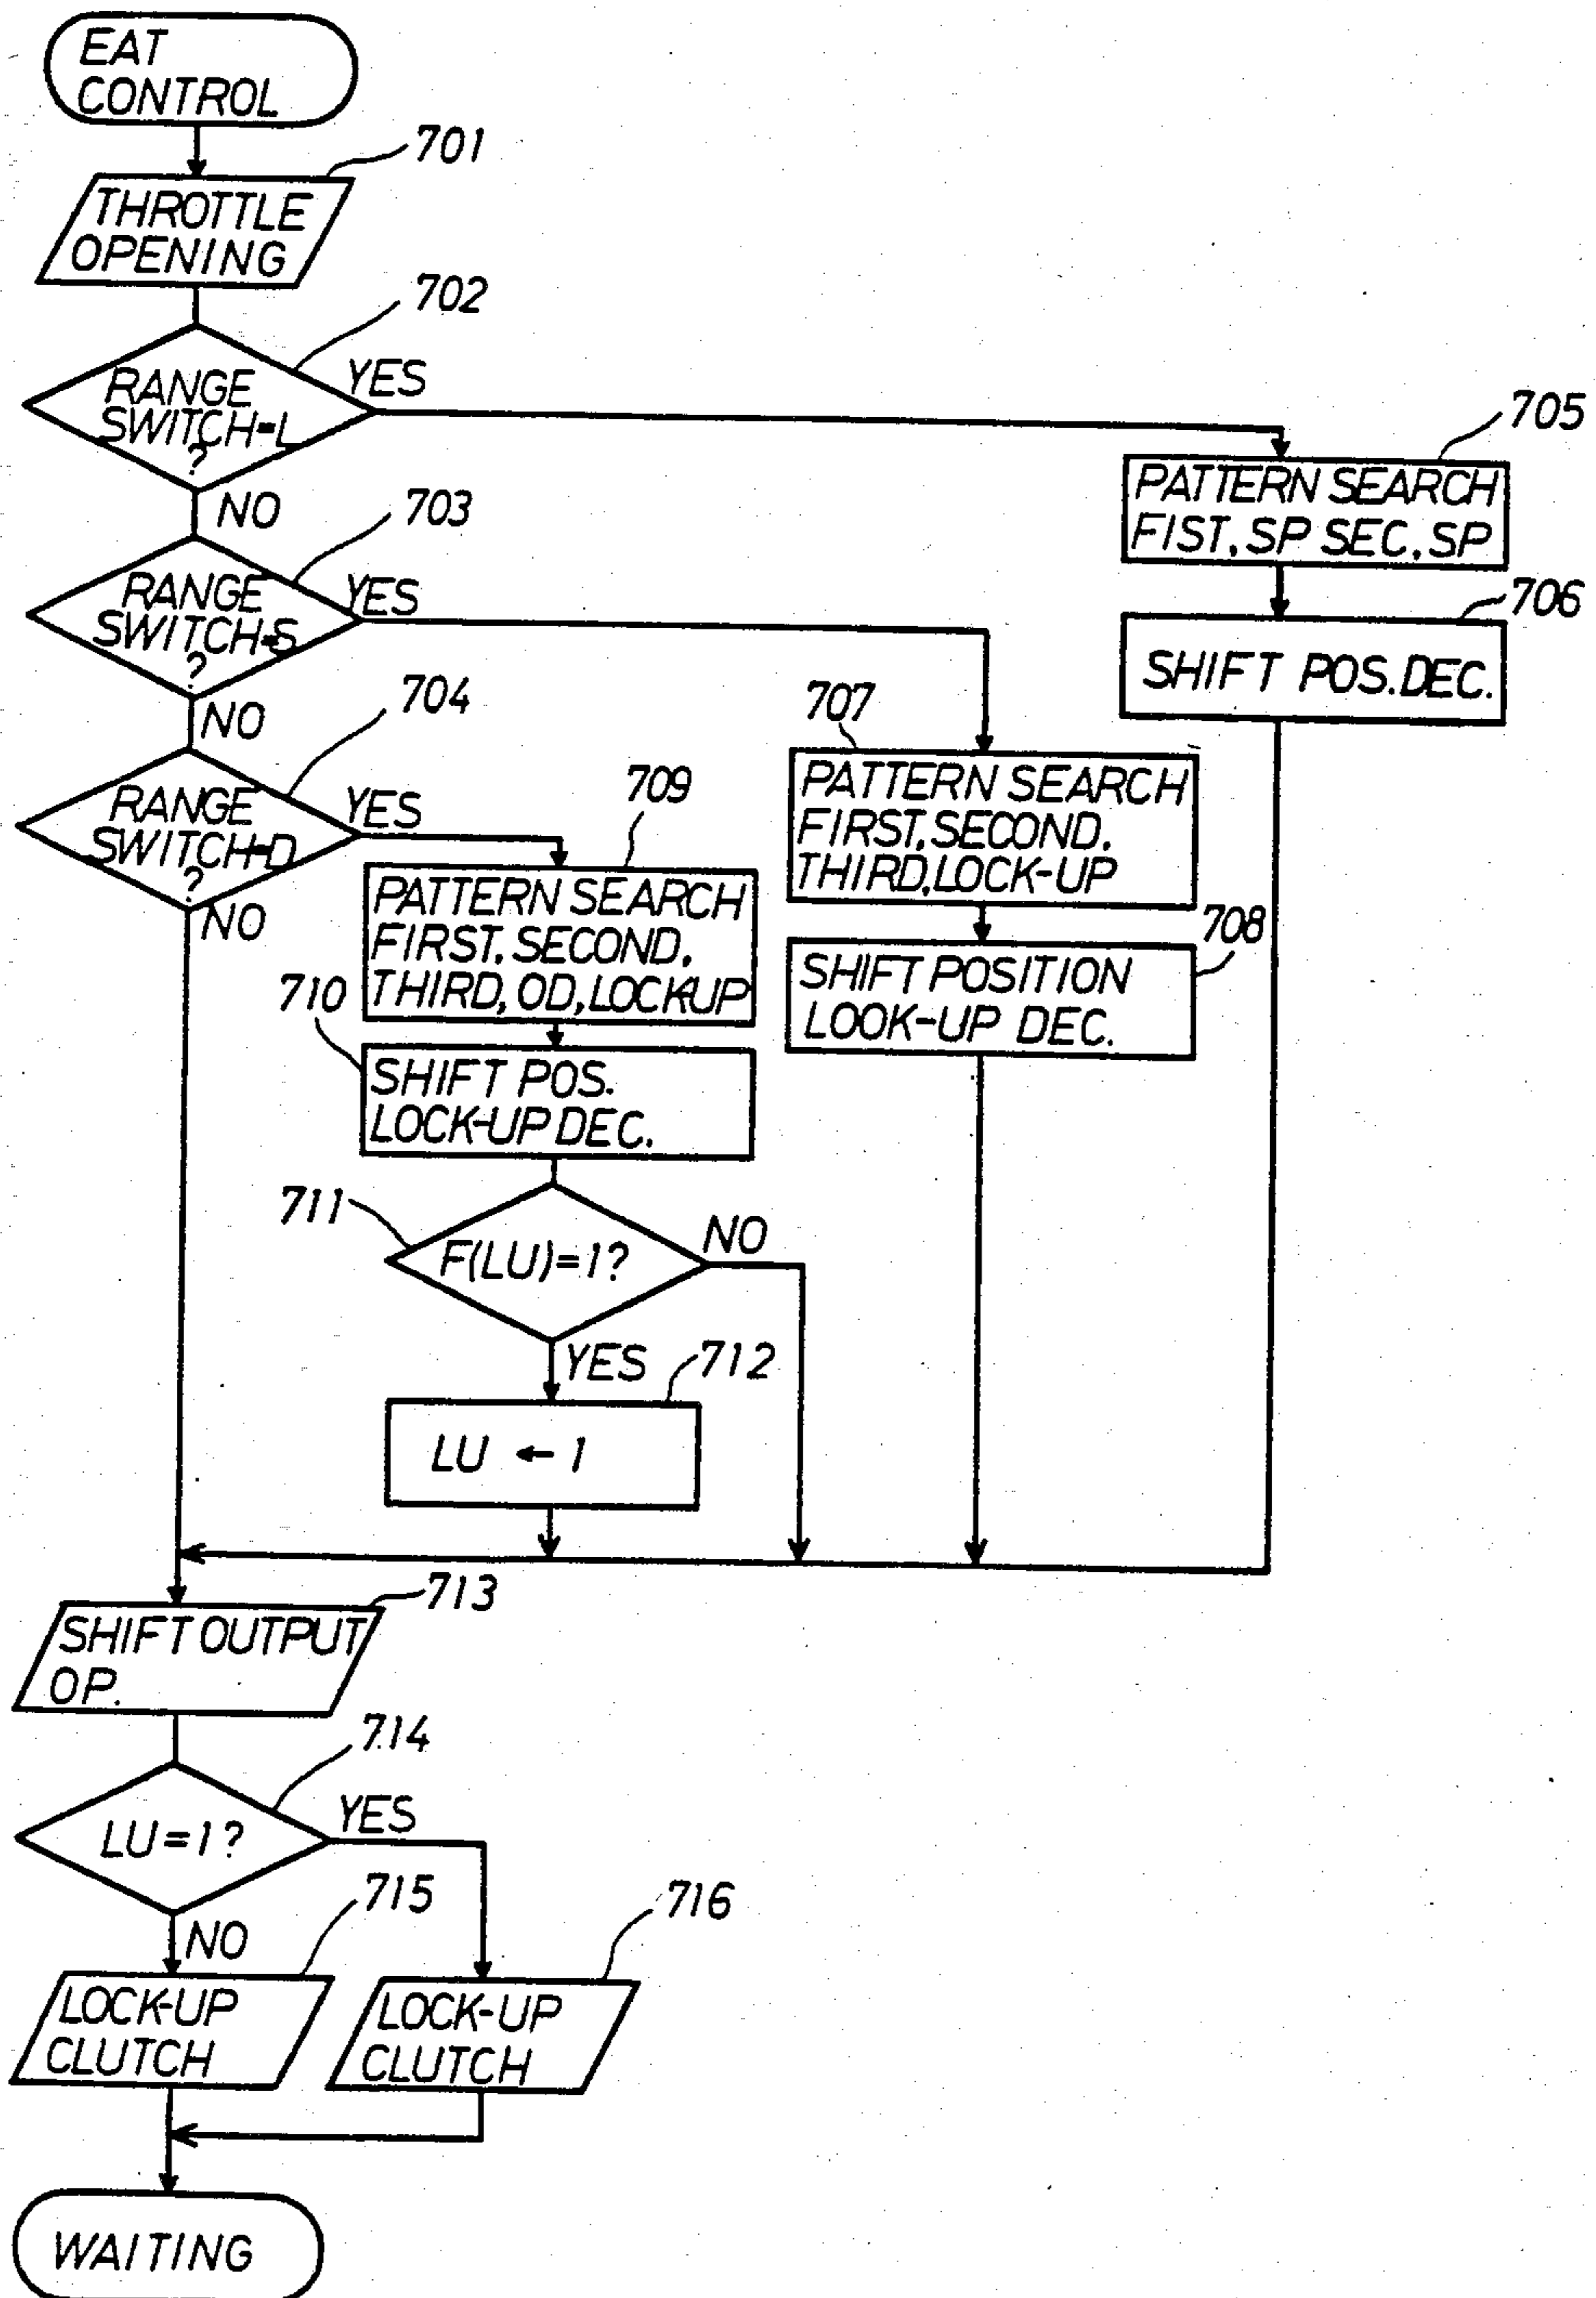 EAT
CONTROL
701
THROTTLE
OPENING
702
RANGE
SWITCH=L
?
YES
NO
705
PATTERN SEARCH
FIST, SP SEC, SP
706
SHIFT POS. DEC.
703
RANGE
SWITCH=S
?
YES
NO
707
PATTERN SEARCH
FIRST, SECOND.
THIRD, LOCK-UP
708
SHIFT POSITION
LOOK-UP DEC.
704
RANGE
SWITCH=D
?
YES
NO
709
PATTERN SEARCH
FIRST, SECOND,
THIRD, OD, LOCKUP
710
SHIFT POS.
LOCK-UP DEC.
711
F(LU)=1?
NO
YES
712
LU ← 1
713
SHIFT OUTPUT
OP.
714
LU=1?
YES
NO
715
LOCK-UP
CLUTCH
716
LOCK-UP
CLUTCH
WAITING